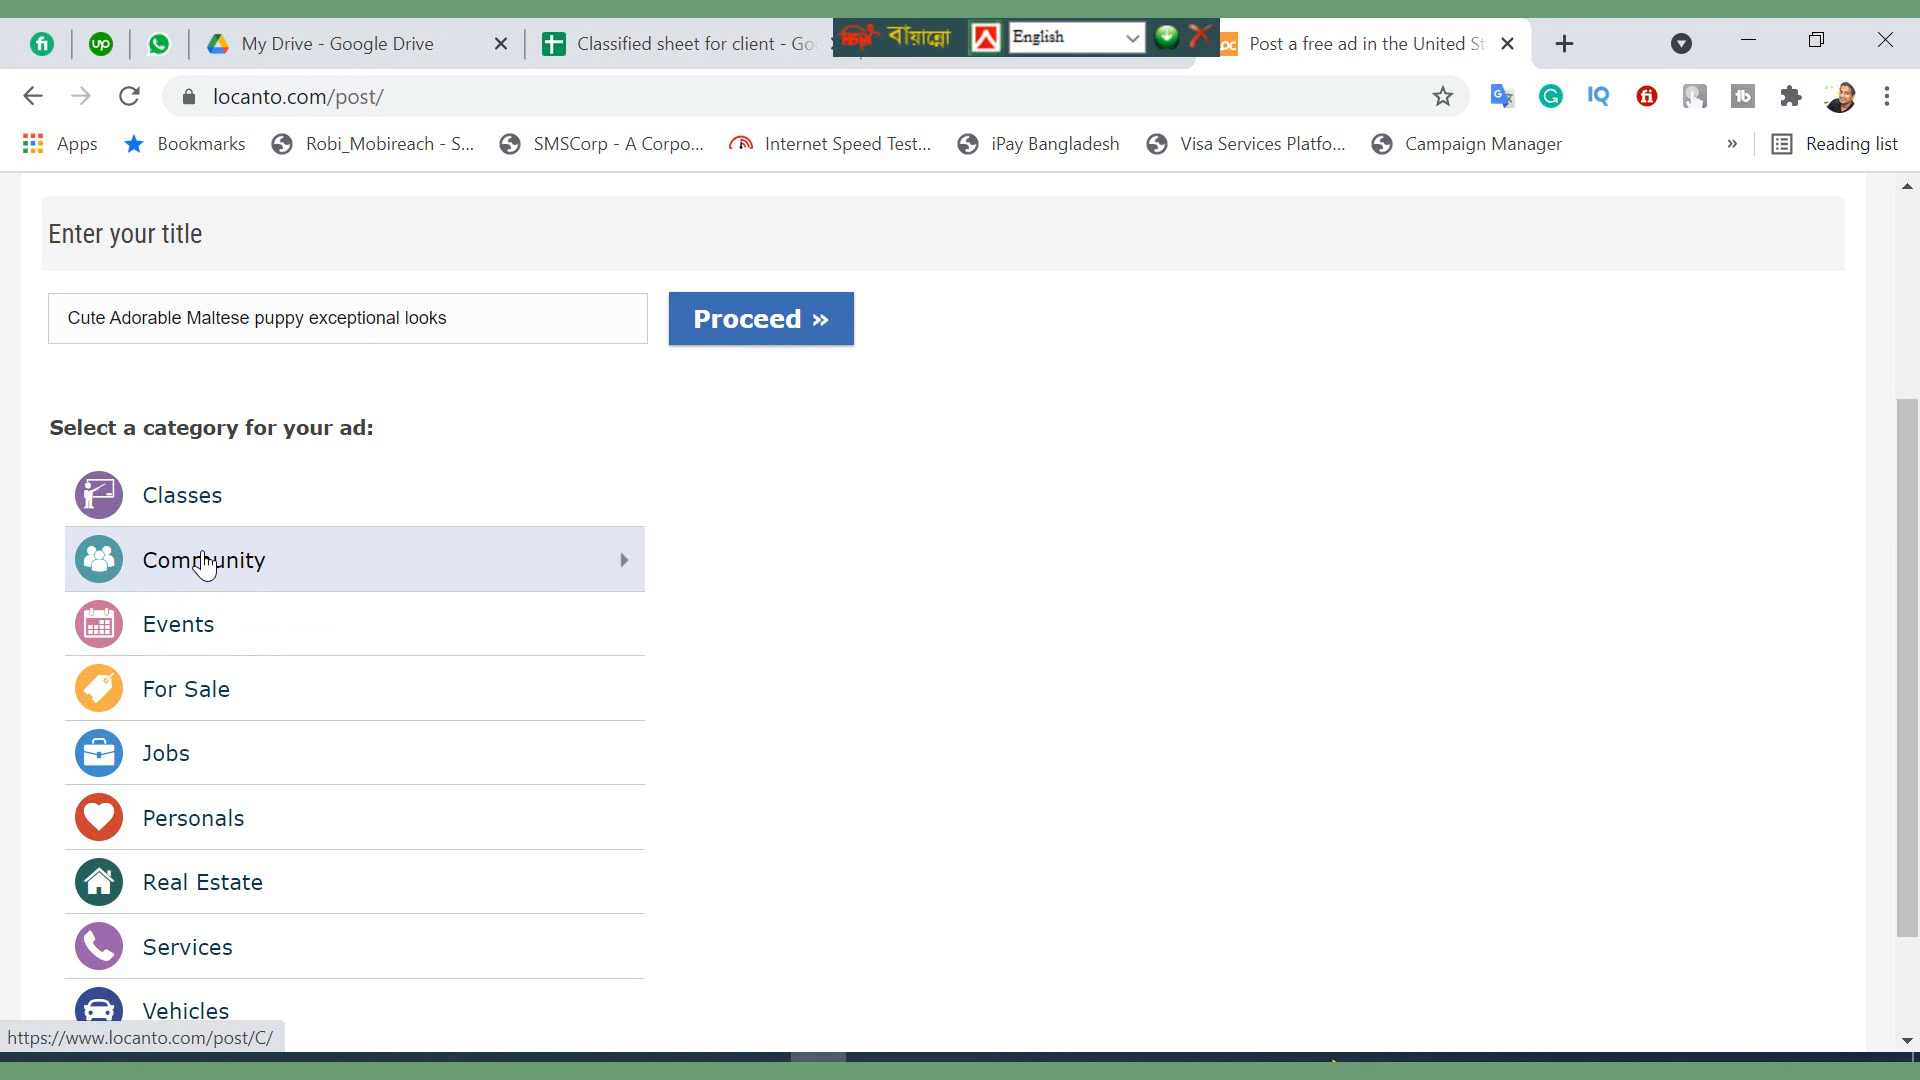 My Drive - Google Drive
Classified sheet for client - Go
বায়ান্নো
English
Post a free ad in the United St
locanto.com/post/
Apps
Bookmarks
Robi_Mobireach - S...
SMSCorp - A Corpo...
Internet Speed Test...
iPay Bangladesh
Visa Services Platfo...
Campaign Manager
»
Reading list
Enter your title
Cute Adorable Maltese puppy exceptional looks
Proceed »
Select a category for your ad:
Classes
Community
Events
For Sale
Jobs
Personals
Real Estate
Services
Vehicles
https://www.locanto.com/post/C/